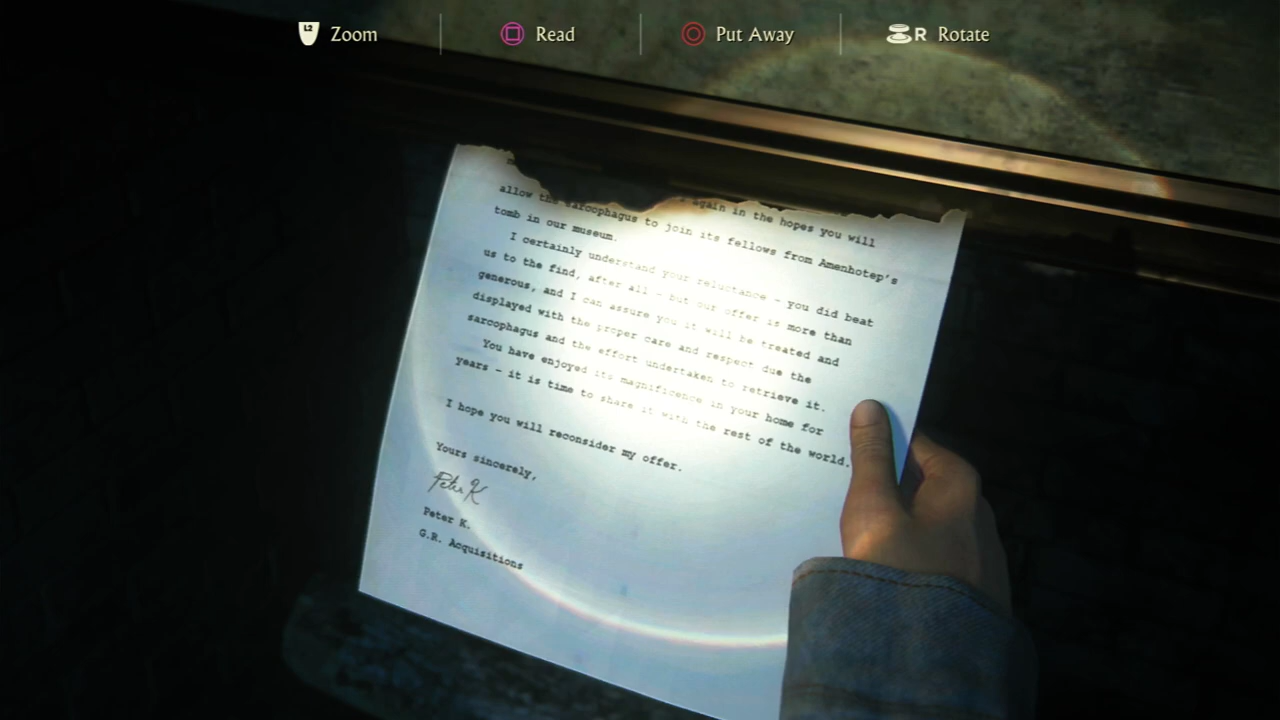 L2 Zoom
Read
Put Away
R Rotate
again in the hopes you will
allow the sarcophagus to join its fellows from Amenhotep's
tomb in our museum.
I certainly understand your reluctance - you did beat
us to the find, after all - but our offer is more than
generous, and I can assure you it will be treated and
displayed with the proper care and respect due the
sarcophagus and the effort undertaken to retrieve it.
You have enjoyed its magnificence in your home for
years - it is time to share it with the rest of the world.
I hope you will reconsider my offer.
Yours sincerely,
Peter K
Peter K.
G.R. Acquisitions